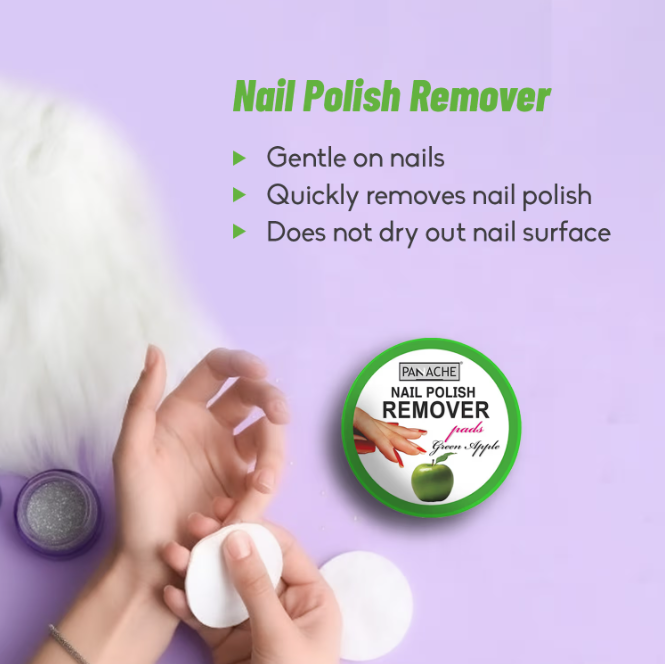 Nail Polish Remover
Gentle on nails
Quickly removes nail polish
Does not dry out nail surface
PANACHE
NAIL POLISH
REMOVER
pads
Green Apple